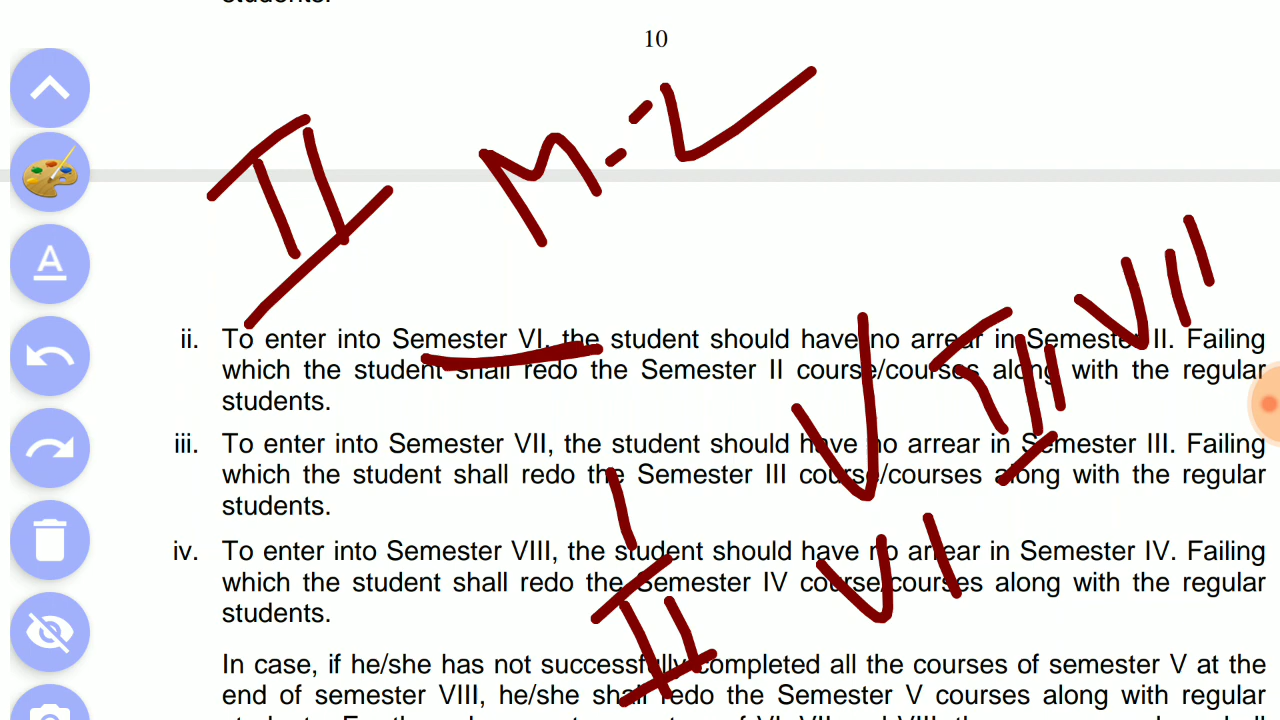 10
II M-2
ii. To enter into Semester VI, the student should have no arrear in Semester II. Failing
which the student shall redo the Semester II course/courses along with the regular
students.
iii. To enter into Semester VII, the student should have no arrear in Semester III. Failing
which the student shall redo the Semester III course/courses along with the regular
students.
iv. To enter into Semester VIII, the student should have no arrear in Semester IV. Failing
which the student shall redo the Semester IV course/courses along with the regular
students.
In case, if he/she has not successfully completed all the courses of semester V at the
end of semester VIII, he/she shall redo the Semester V courses along with regular
V III VII
I VI
II